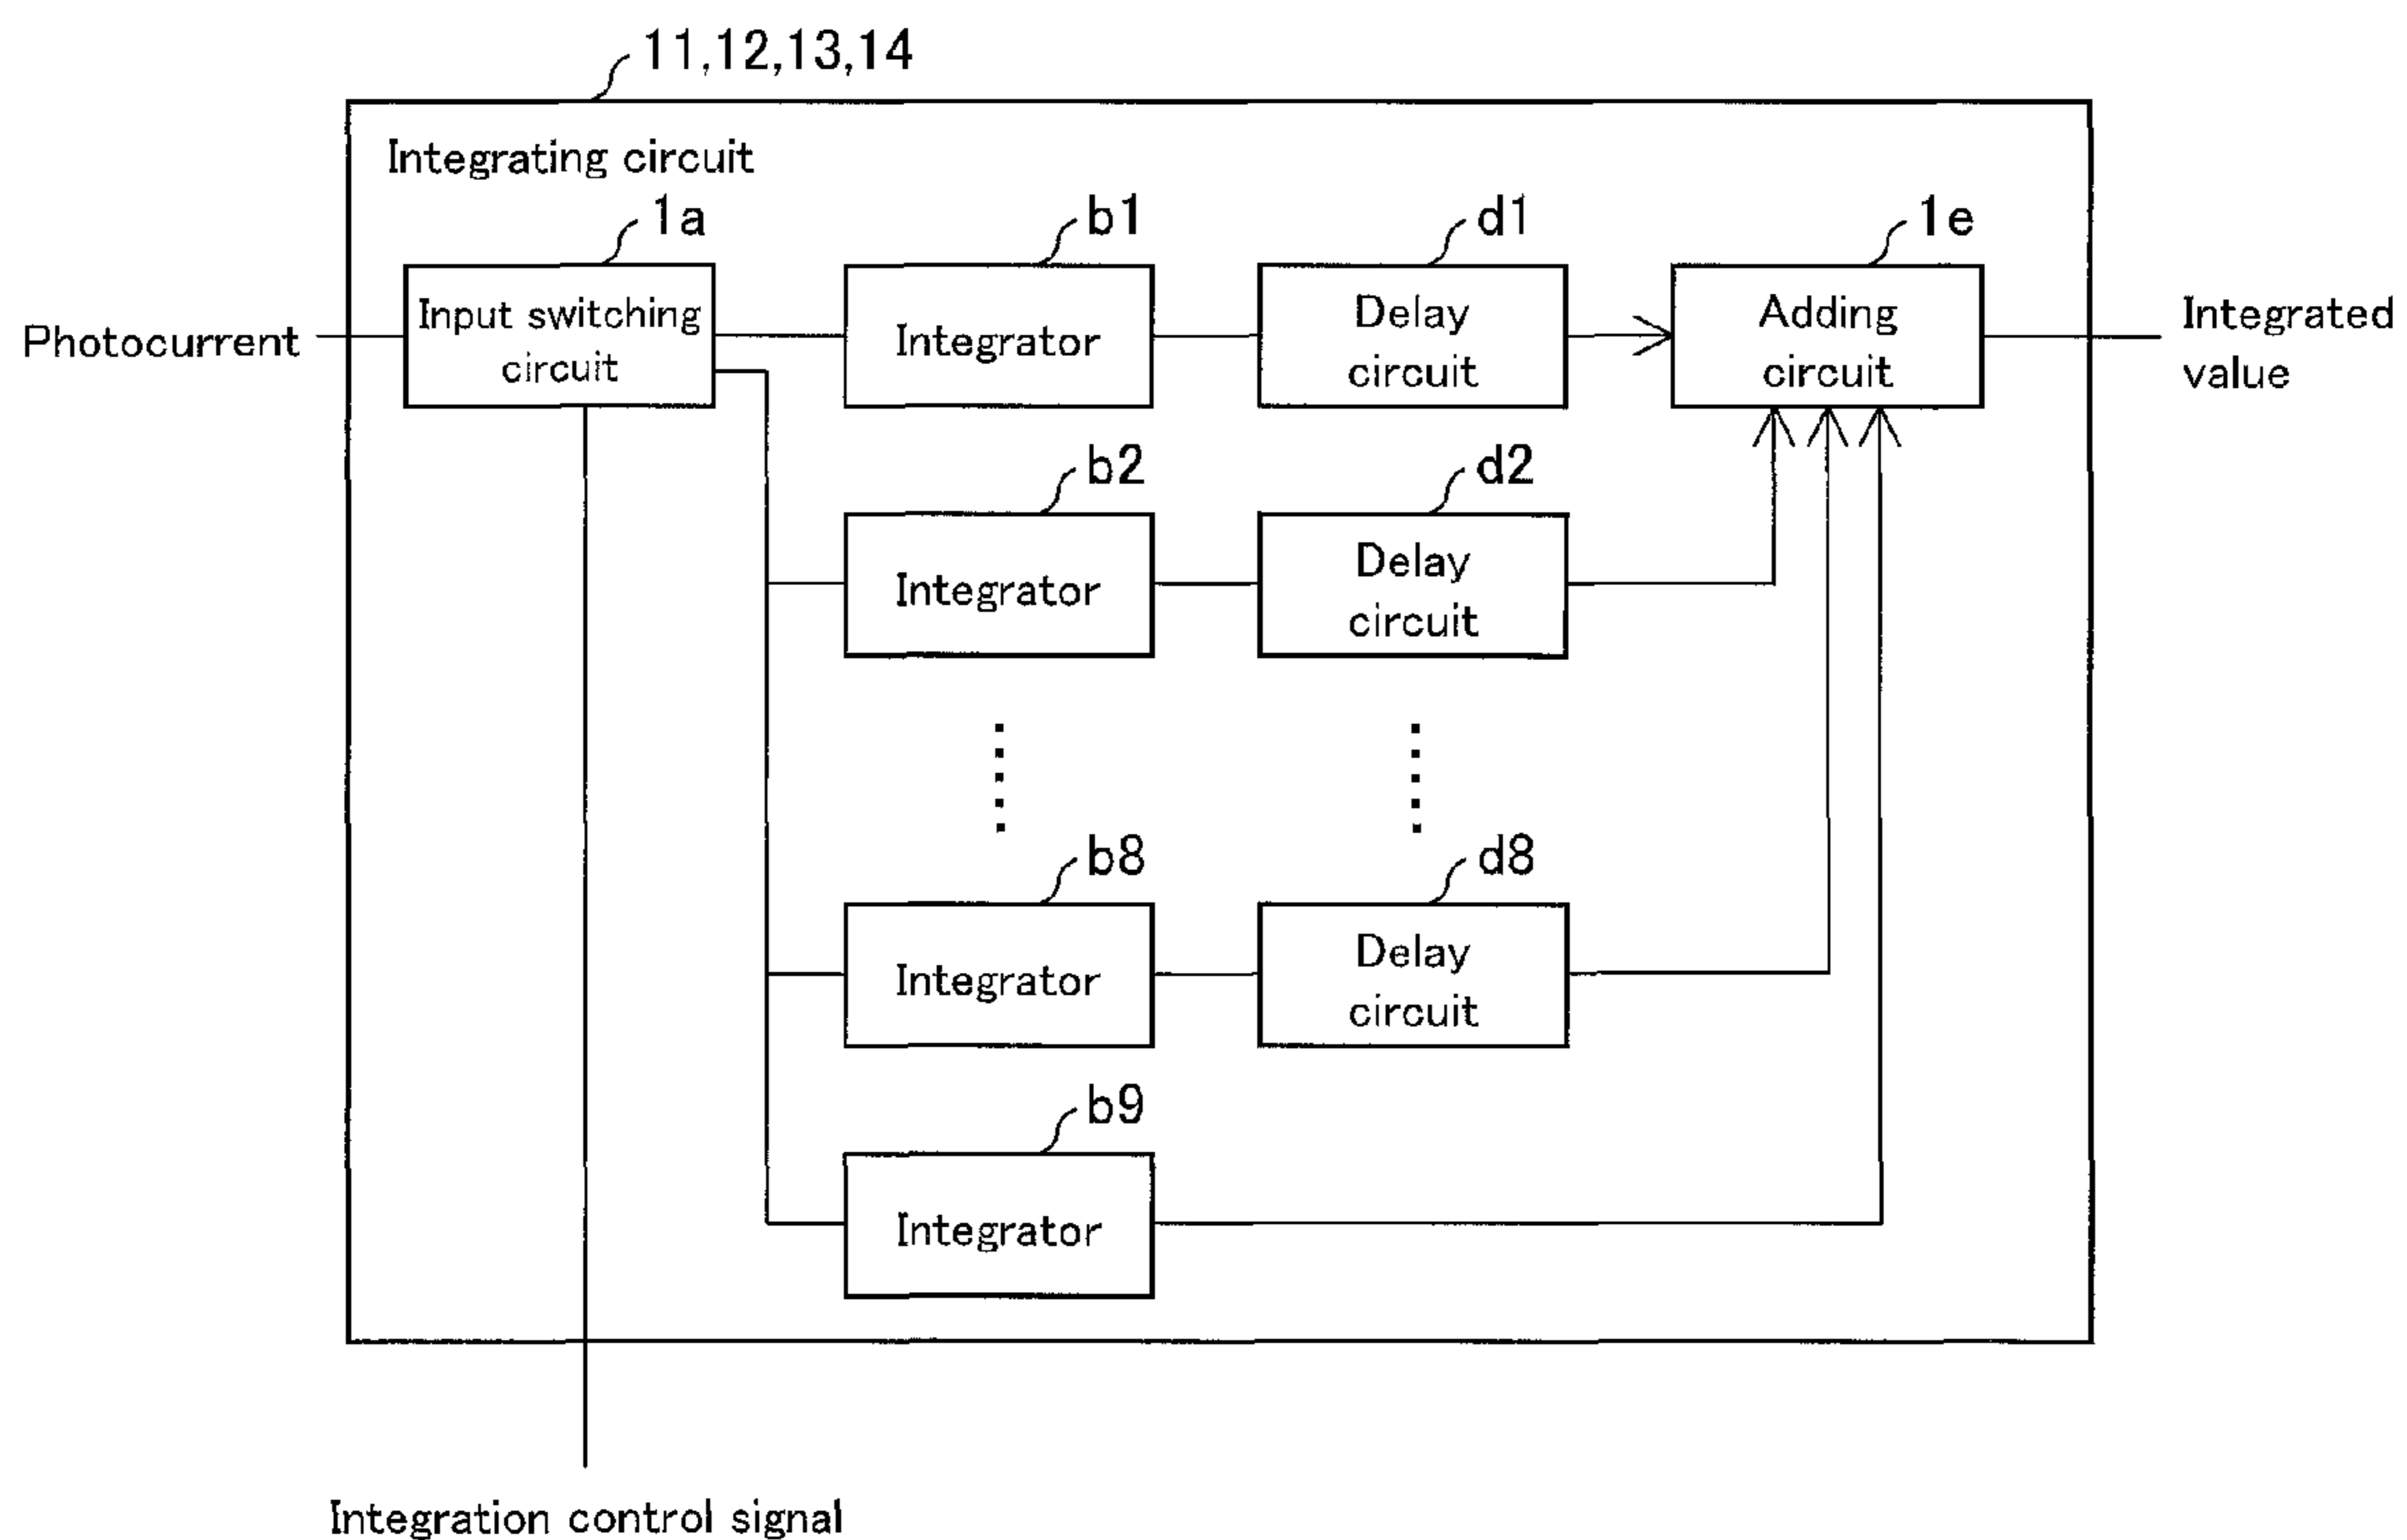 11,12,13,14
Integrating circuit
1a
b1
d1
1e
Photocurrent
Input switching
circuit
Integrator
Delay
circuit
Adding
circuit
Integrated
value
b2
d2
Integrator
Delay
circuit
b8
d8
Integrator
Delay
circuit
b9
Integrator
Integration control signal